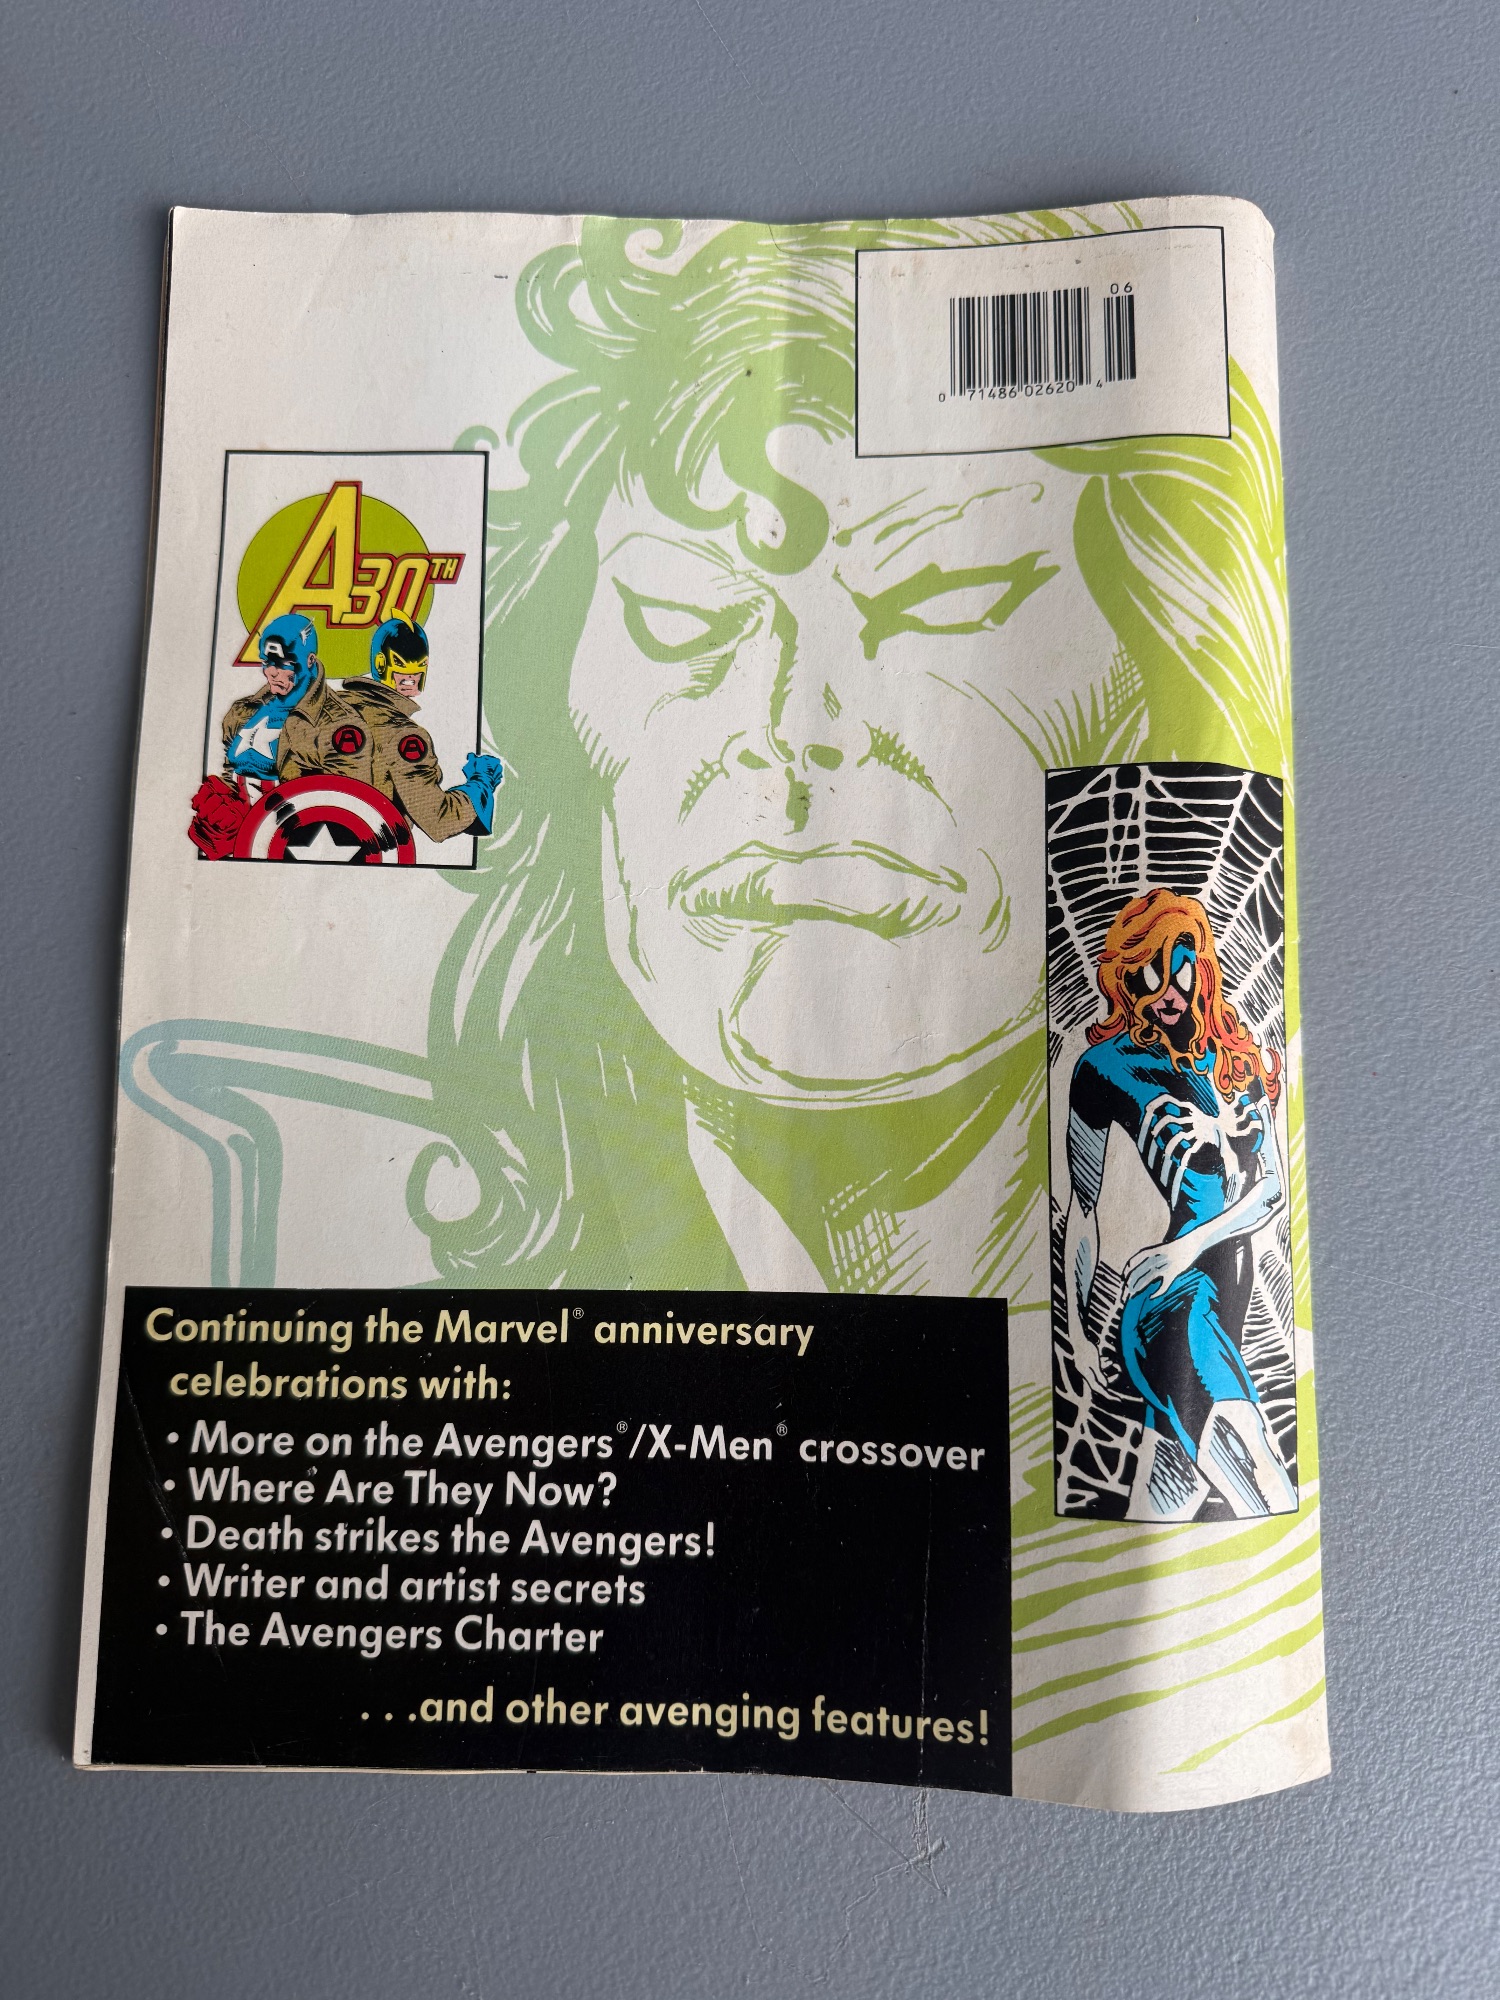 06
0 71486 02620 4
A30TH
A
A
A
Continuing the Marvel® anniversary
celebrations with:
• More on the Avengers®/X-Men® crossover
• Where Are They Now?
• Death strikes the Avengers!
• Writer and artist secrets
• The Avengers Charter
. . .and other avenging features!